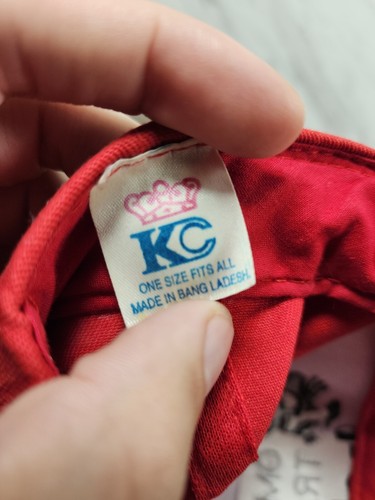 KC
ONE SIZE FITS ALL
MADE IN BANG LADESH.